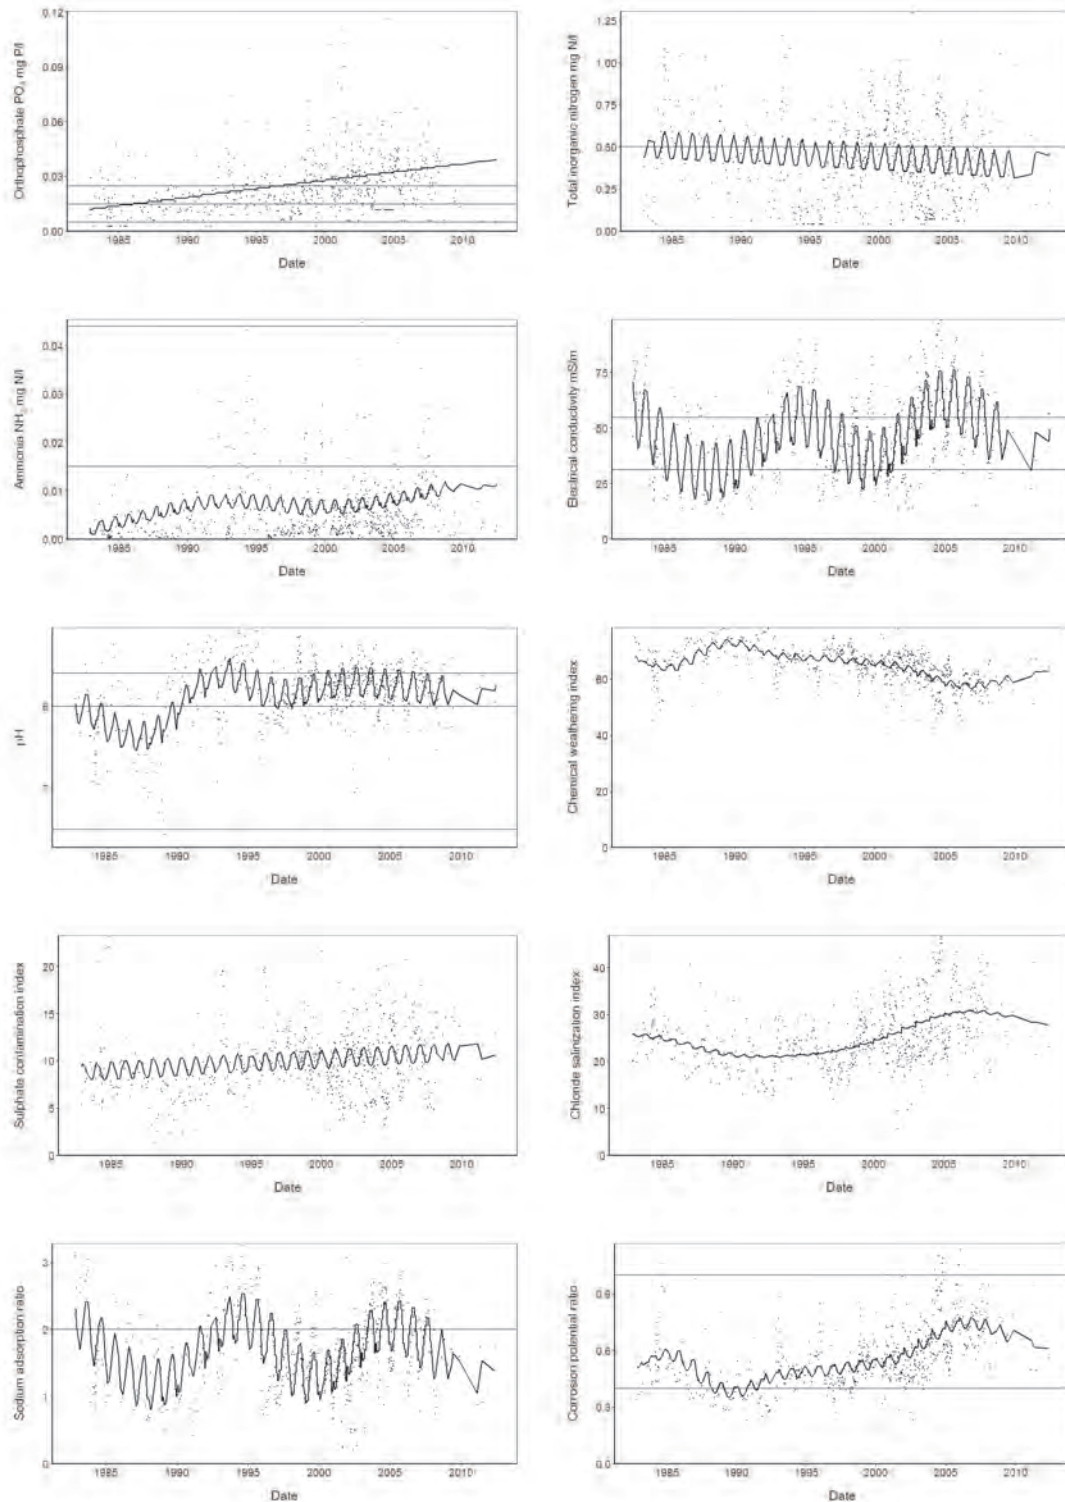 Orthophosphate PO4 mg P/l
0.12
0.09
0.06
0.03
0.00
1985 1990 1995 2000 2005 2010
Date
Total inorganic nitrogen mg N/l
1.25
1.00
0.75
0.50
0.25
0.00
1985 1990 1995 2000 2005 2010
Date
Ammonia NH3 mg N/l
0.04
0.03
0.02
0.01
0.00
1985 1990 1995 2000 2005 2010
Date
Electrical conductivity mS/m
75
50
25
0
1985 1990 1995 2000 2005 2010
Date
pH
8
7
1985 1990 1995 2000 2005 2010
Date
Chemical weathering index
60
40
20
0
1985 1990 1995 2000 2005 2010
Date
Sulphate contamination index
20
15
10
5
0
1985 1990 1995 2000 2005 2010
Date
Chloride salinization index
40
30
20
10
0
1985 1990 1995 2000 2005 2010
Date
Sodium adsorption ratio
3
2
1
0
1985 1990 1995 2000 2005 2010
Date
Corrosion potential ratio
0.9
0.6
0.3
0.0
1985 1990 1995 2000 2005 2010
Date